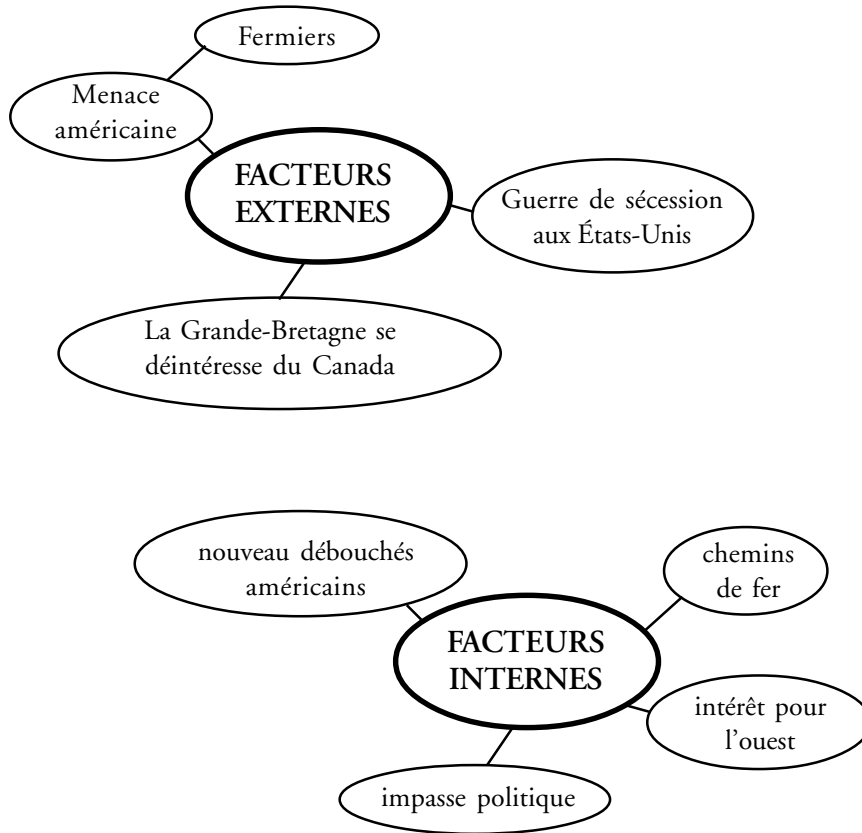 Fermiers
Menace
américaine
FACTEURS
EXTERNES
Guerre de sécession
aux États-Unis
La Grande-Bretagne se
déintéresse du Canada
nouveau débouchés
américains
chemins
de fer
FACTEURS
INTERNES
intérêt pour
l'ouest
impasse politique